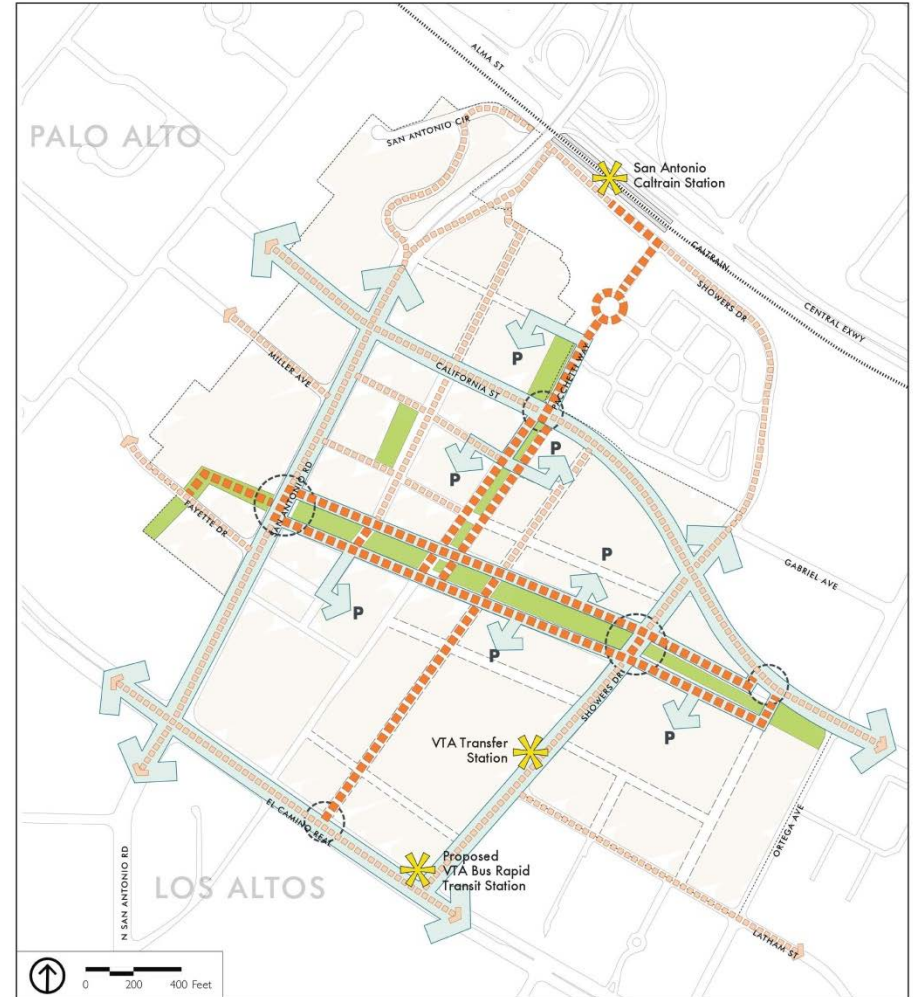 ALMA ST
PALO ALTO
SAN ANTONIO CIR
San Antonio
Caltrain Station
CALTRAIN
SHOWERS DR
CENTRAL EXWY
P
PACCHETTI WAY
MILLER AVE
CALIFORNIA ST
P
P
SAN ANTONIO RD
FAYETTE DR
P
GABRIEL AVE
P
P
SHOWERS DR
P
VTA Transfer
Station
EL CAMINO REAL
ORTEGA AVE
Proposed
VTA Bus Rapid
Transit Station
N SAN ANTONIO RD
LOS ALTOS
LATHAM ST
0 200 400 Feet